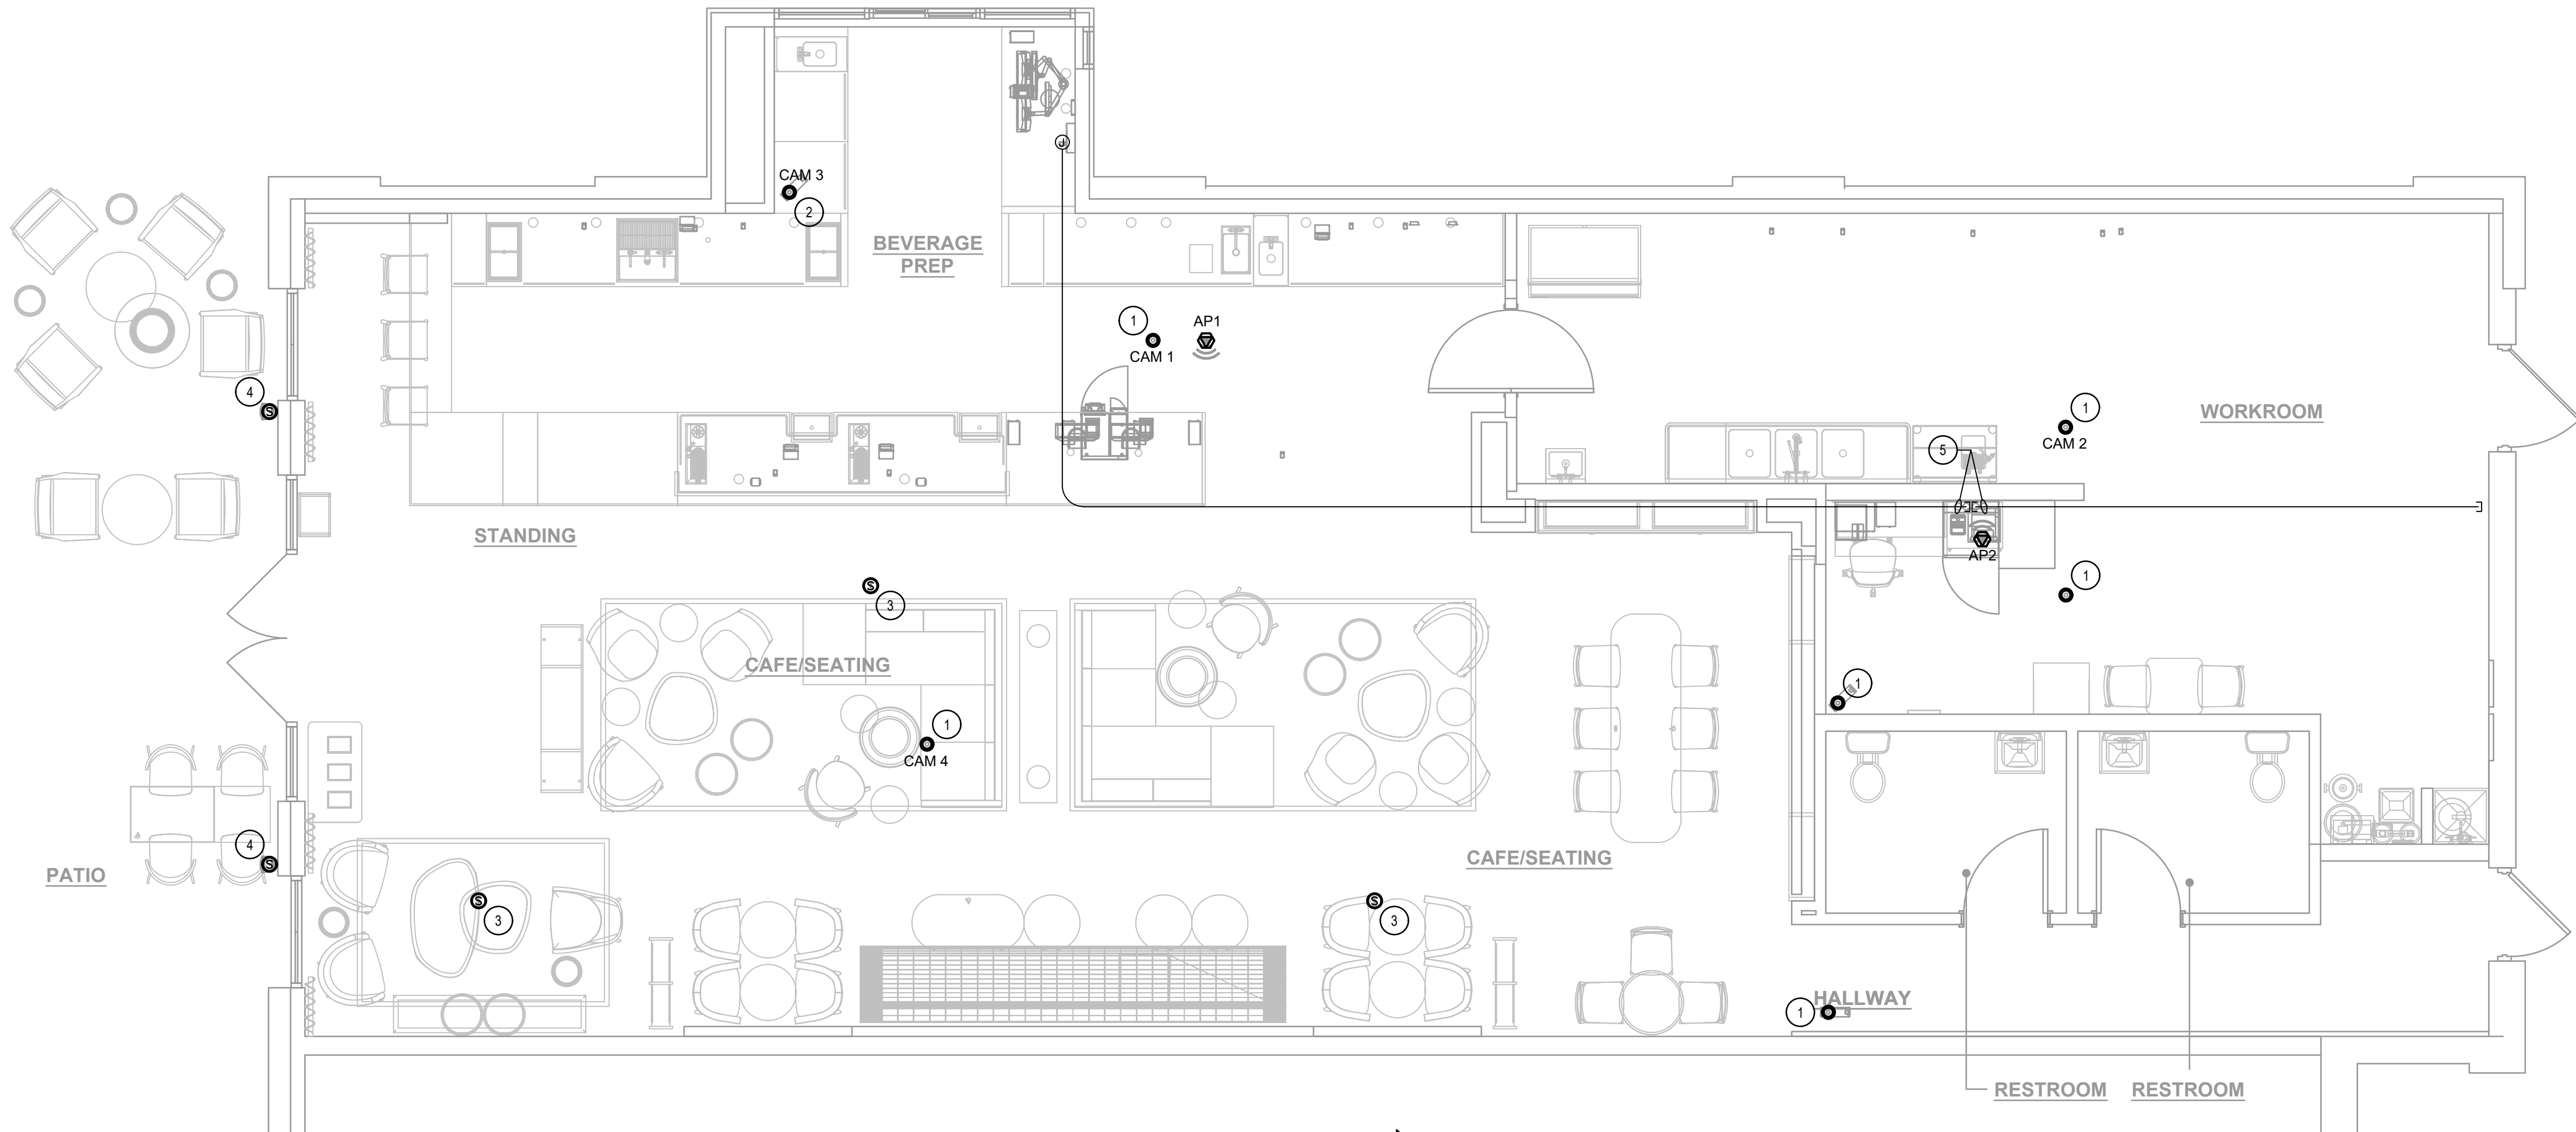 J
CAM 3
2
BEVERAGE
PREP
1
AP1
CAM 1
4
S
1
CAM 2
WORKROOM
5
STANDING
AP2
1
S
3
CAFE/SEATING
1
1
CAM 4
4
S
PATIO
CAFE/SEATING
S
3
S
3
HALLWAY
1
RESTROOM
RESTROOM